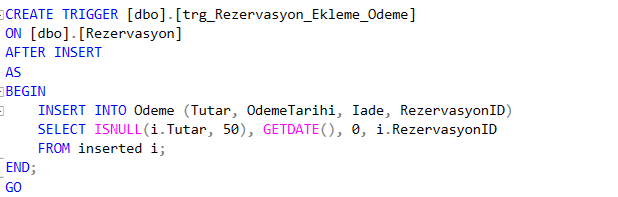 CREATE TRIGGER [dbo].[trg_Rezervasyon_Ekleme_Odeme]
ON [dbo].[Rezervasyon]
AFTER INSERT
AS
BEGIN
    INSERT INTO Odeme (Tutar, OdemeTarihi, Iade, RezervasyonID)
    SELECT ISNULL(i.Tutar, 50), GETDATE(), 0, i.RezervasyonID
    FROM inserted i;
END;
GO